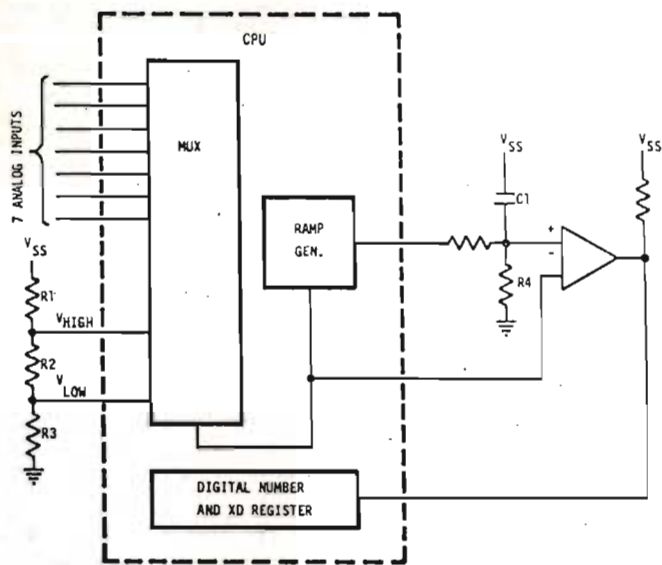 CPU
7 ANALOG INPUTS
MUX
VSS
R1
VHIGH
R2
VLOW
R3
RAMP
GEN.
VSS
C1
+
-
R4
VSS
DIGITAL NUMBER
AND XD REGISTER